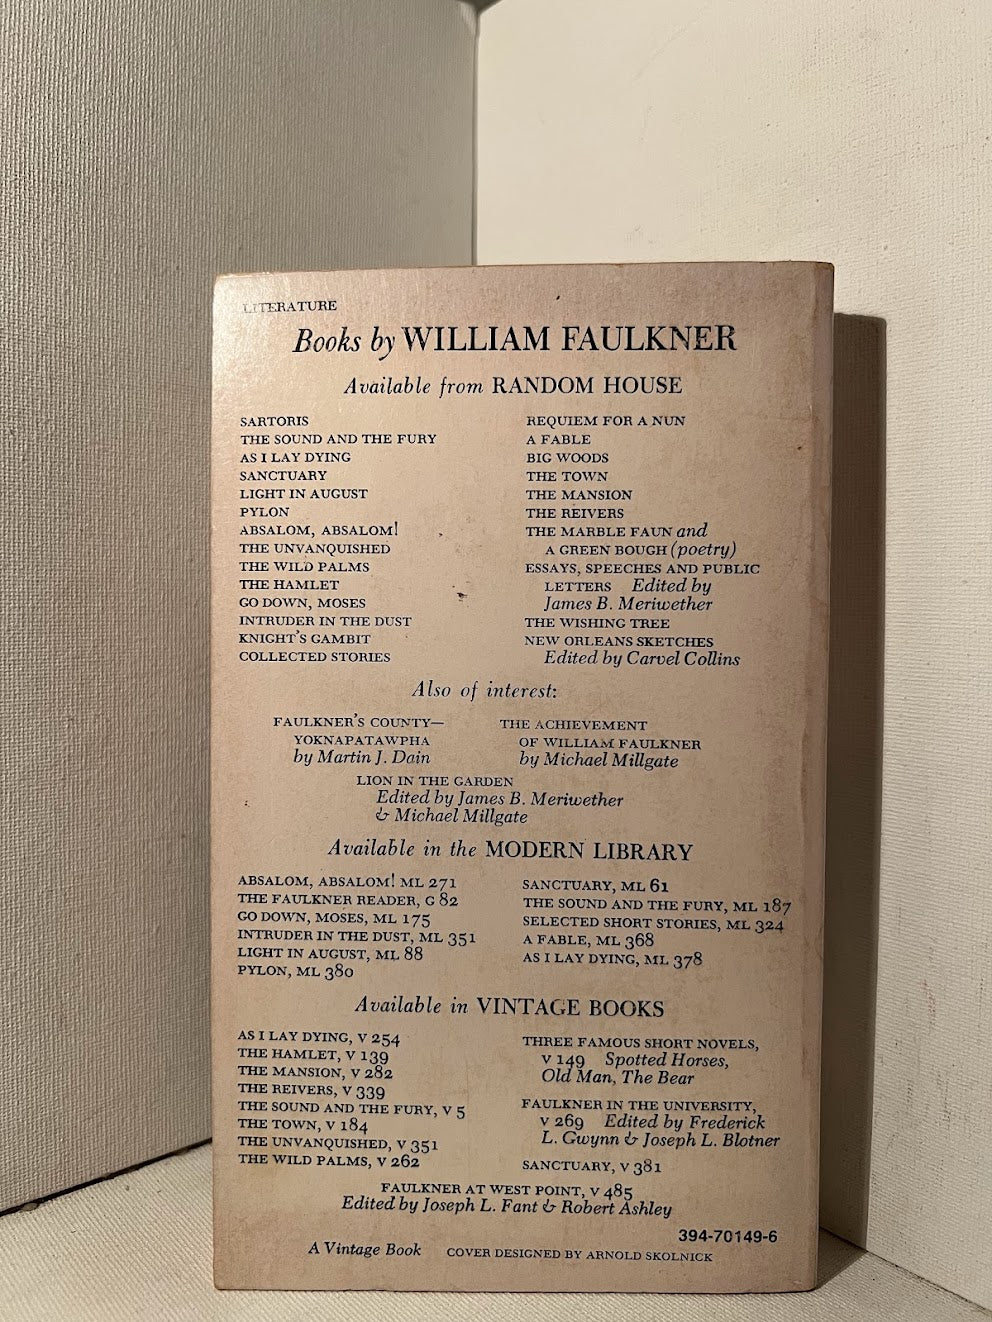 LITERATURE
Books by WILLIAM FAULKNER
Available from RANDOM HOUSE
SARTORIS
THE SOUND AND THE FURY
AS I LAY DYING
SANCTUARY
LIGHT IN AUGUST
PYLON
ABSALOM, ABSALOM!
THE UNVANQUISHED
THE WILD PALMS
THE HAMLET
GO DOWN, MOSES
INTRUDER IN THE DUST
KNIGHT'S GAMBIT
COLLECTED STORIES
REQUIEM FOR A NUN
A FABLE
BIG WOODS
THE TOWN
THE MANSION
THE REIVERS
THE MARBLE FAUN and
A GREEN BOUGH (poetry)
ESSAYS, SPEECHES AND PUBLIC
LETTERS Edited by
James B. Meriwether
THE WISHING TREE
NEW ORLEANS SKETCHES
Edited by Carvel Collins
Also of interest:
FAULKNER'S COUNTY—
YOKNAPATAWPHA
by Martin J. Dain
THE ACHIEVEMENT
OF WILLIAM FAULKNER
by Michael Millgate
LION IN THE GARDEN
Edited by James B. Meriwether
& Michael Millgate
Available in the MODERN LIBRARY
ABSALOM, ABSALOM! ML 271
THE FAULKNER READER, G 82
GO DOWN, MOSES, ML 175
INTRUDER IN THE DUST, ML 351
LIGHT IN AUGUST, ML 88
PYLON, ML 380
SANCTUARY, ML 61
THE SOUND AND THE FURY, ML 187
SELECTED SHORT STORIES, ML 324
A FABLE, ML 368
AS I LAY DYING, ML 378
Available in VINTAGE BOOKS
AS I LAY DYING, V 254
THE HAMLET, V 139
THE MANSION, V 282
THE REIVERS, V 339
THE SOUND AND THE FURY, V 5
THE TOWN, V 184
THE UNVANQUISHED, V 351
THE WILD PALMS, V 262
THREE FAMOUS SHORT NOVELS,
V 149 Spotted Horses,
Old Man, The Bear
FAULKNER IN THE UNIVERSITY,
V 269 Edited by Frederick
L. Gwynn & Joseph L. Blotner
SANCTUARY, V 381
FAULKNER AT WEST POINT, V 485
Edited by Joseph L. Fant & Robert Ashley
394-70149-6
A Vintage Book COVER DESIGNED BY ARNOLD SKOLNICK